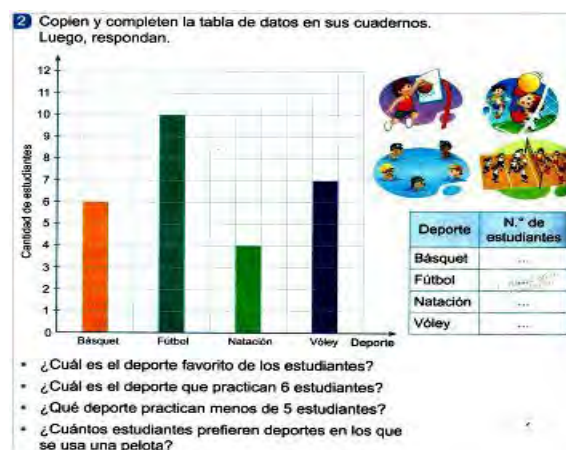 2 Copien y completen la tabla de datos en sus cuadernos.
Luego, respondan.
Cantidad de estudiantes
12
11
10
9
8
7
6
5
4
3
2
1
0
Básquet Fútbol Natación Vóley Deporte
Deporte N.° de estudiantes
Básquet ...
Fútbol
Natación ...
Vóley ...
• ¿Cuál es el deporte favorito de los estudiantes?
• ¿Cuál es el deporte que practican 6 estudiantes?
• ¿Qué deporte practican menos de 5 estudiantes?
• ¿Cuántos estudiantes prefieren deportes en los que
se usa una pelota?